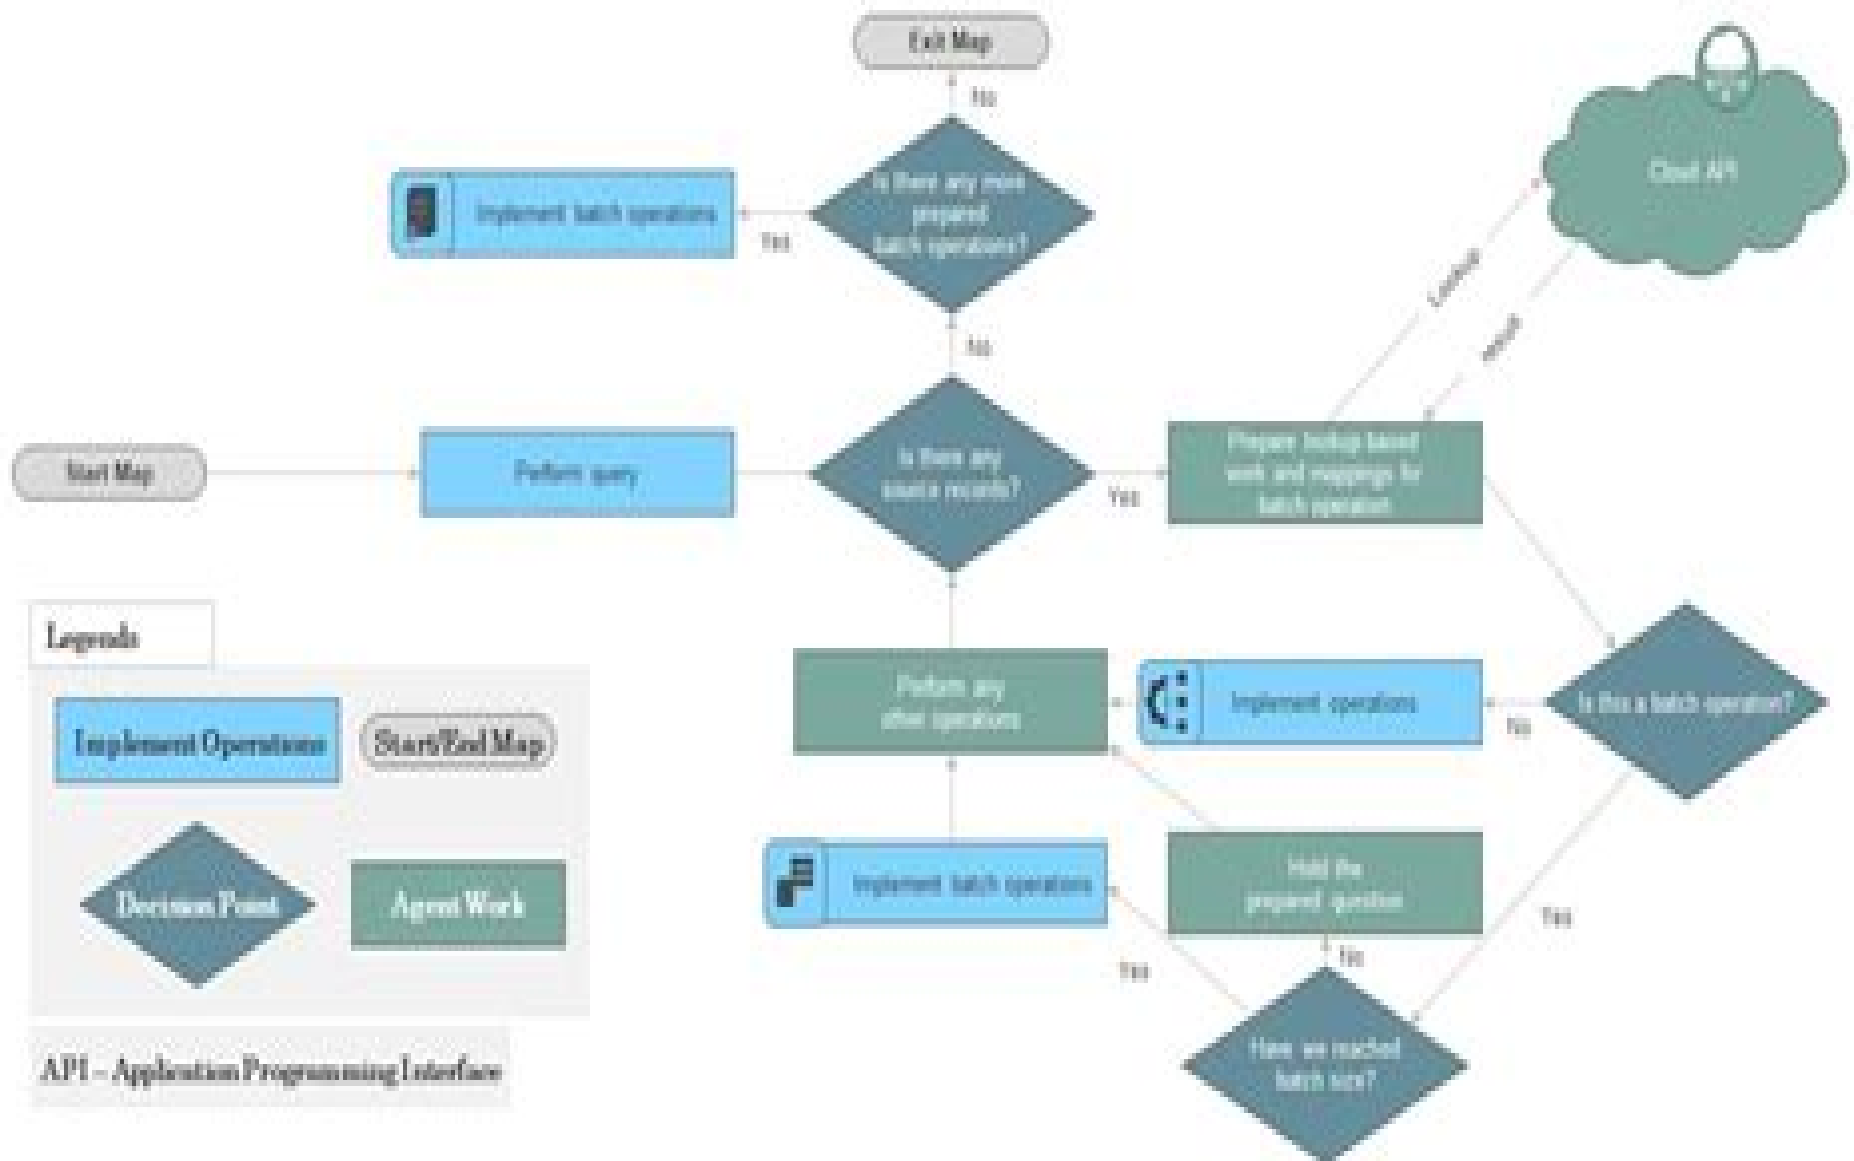 Exit Map
No
Is there any more
prepared
batch operations?
Yes
Implement batch operations
Cloud API
Lookup
result
No
Start Map
Perform query
Is there any
source records?
Yes
Prepare lookup based
work and mappings for
batch operation
Legends
Implement Operations
Start/End Map
Decision Point
Agent Work
API – Application Programming Interface
Perform any
other operations
Implement operations
No
Is this a batch operation?
Implement batch operations
Hold the
prepared question
Yes
Yes
No
Have we reached
batch size?